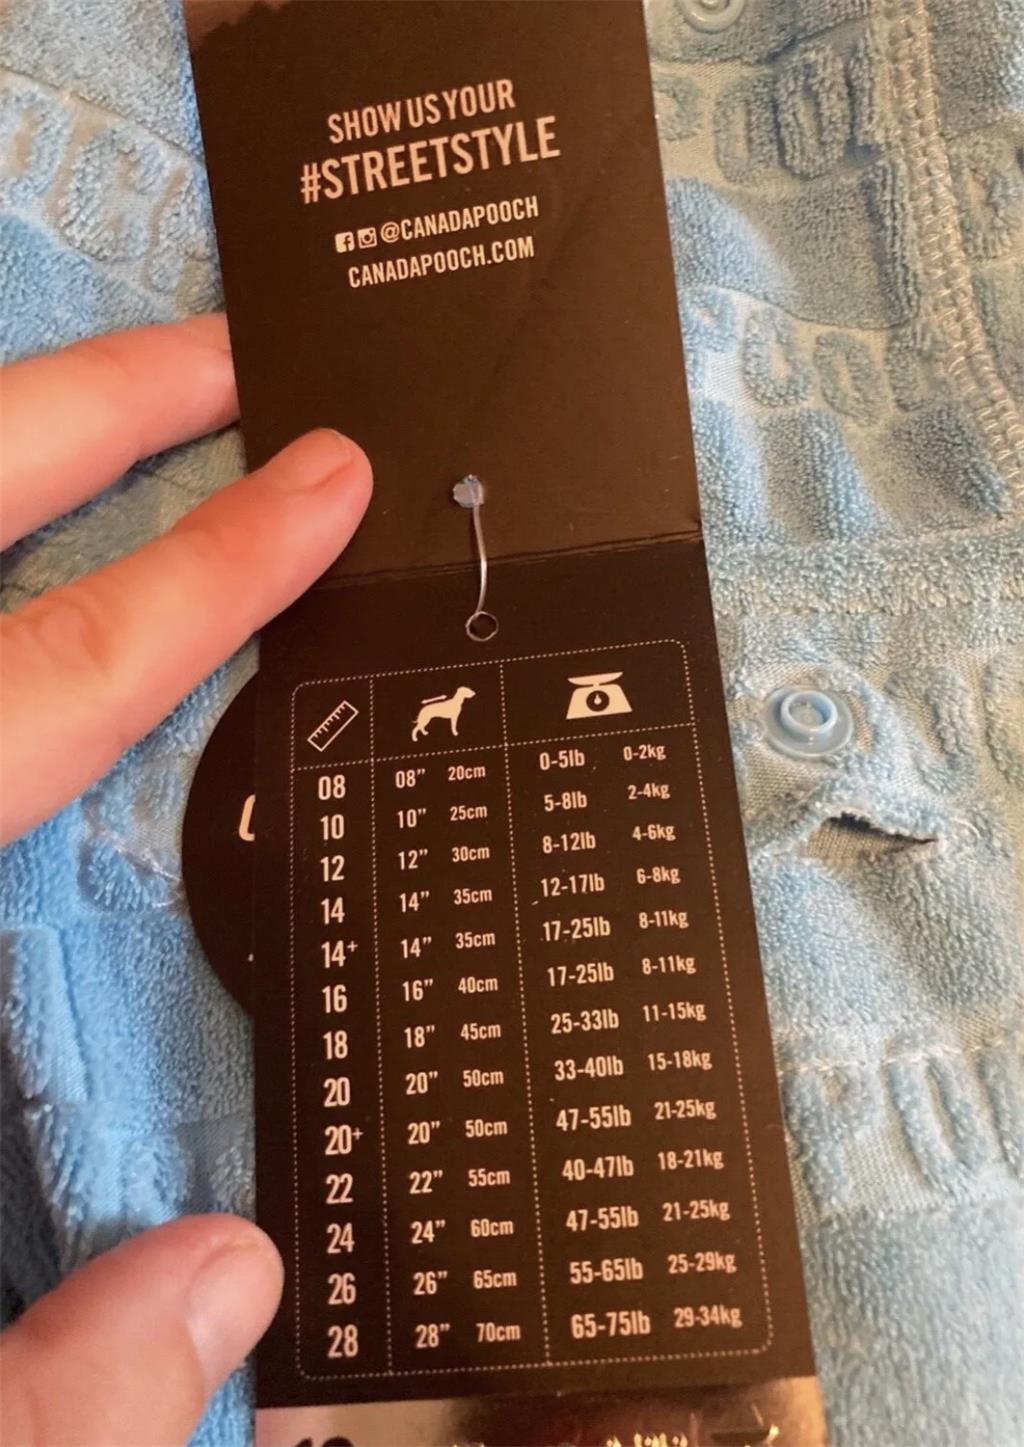 SHOW US YOUR
#STREETSTYLE
@CANADAPOOCH
CANADAPOOCH.COM
08 08” 20cm 0-5lb 0-2kg
10 10” 25cm 5-8lb 2-4kg
12 12” 30cm 8-12lb 4-6kg
14 14” 35cm 12-17lb 6-8kg
14+ 14” 35cm 17-25lb 8-11kg
16 16” 40cm 17-25lb 8-11kg
18 18” 45cm 25-33lb 11-15kg
20 20” 50cm 33-40lb 15-18kg
20+ 20” 50cm 47-55lb 21-25kg
22 22” 55cm 40-47lb 18-21kg
24 24” 60cm 47-55lb 21-25kg
26 26” 65cm 55-65lb 25-29kg
28 28” 70cm 65-75lb 29-34kg